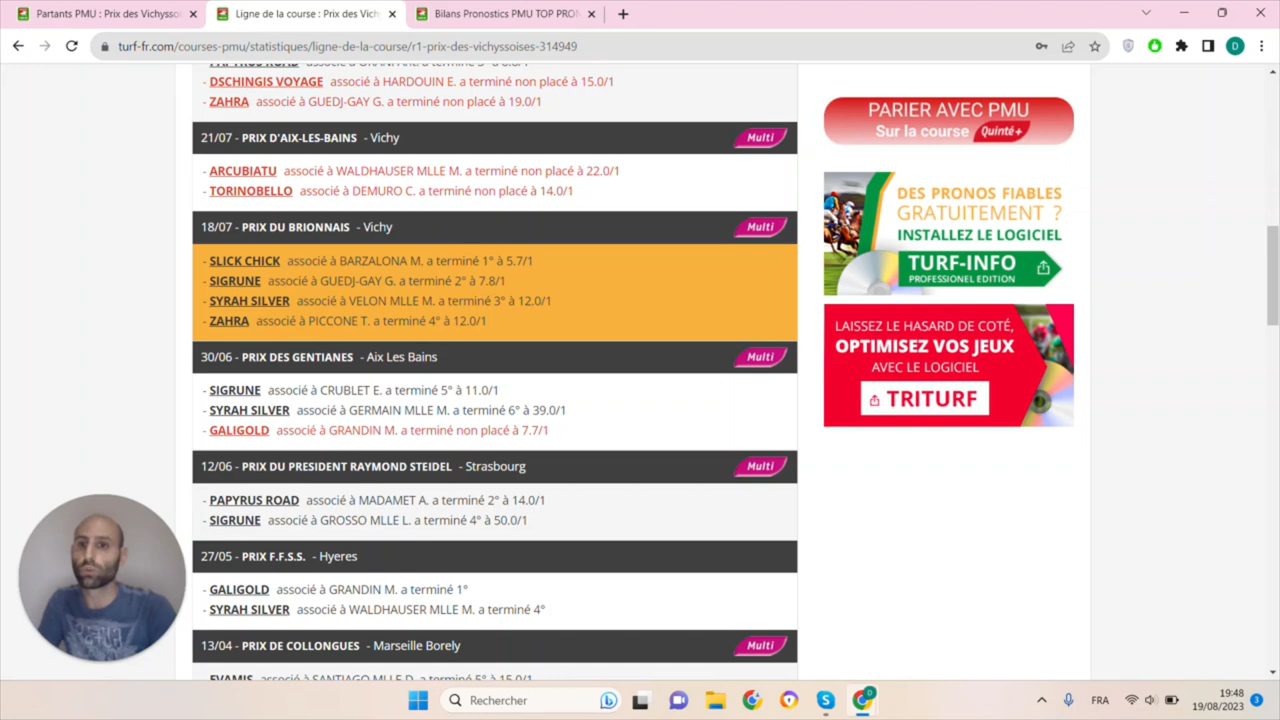 Partants PMU : Prix des Vichyssoi
Ligne de la course : Prix des Vich
Bilans Pronostics PMU TOP PRON
turf-fr.com/courses-pmu/statistiques/ligne-de-la-course/r1-prix-des-vichyssoises-314949
D
- DSCHINGIS VOYAGE associé à HARDOUIN E. a terminé non placé à 15.0/1
- ZAHRA associé à GUEDJ-GAY G. a terminé non placé à 19.0/1
21/07 - PRIX D'AIX-LES-BAINS - Vichy Multi
- ARCUBIATU associé à WALDHAUSER MLLE M. a terminé non placé à 22.0/1
- TORINOBELLO associé à DEMURO C. a terminé non placé à 14.0/1
18/07 - PRIX DU BRIONNAIS - Vichy Multi
- SLICK CHICK associé à BARZALONA M. a terminé 1° à 5.7/1
- SIGRUNE associé à GUEDJ-GAY G. a terminé 2° à 7.8/1
- SYRAH SILVER associé à VELON MLLE M. a terminé 3° à 12.0/1
- ZAHRA associé à PICCONE T. a terminé 4° à 12.0/1
30/06 - PRIX DES GENTIANES - Aix Les Bains Multi
- SIGRUNE associé à CRUBLET E. a terminé 5° à 11.0/1
- SYRAH SILVER associé à GERMAIN MLLE M. a terminé 6° à 39.0/1
- GALIGOLD associé à GRANDIN M. a terminé non placé à 7.7/1
12/06 - PRIX DU PRESIDENT RAYMOND STEIDEL - Strasbourg Multi
- PAPYRUS ROAD associé à MADAMET A. a terminé 2° à 14.0/1
- SIGRUNE associé à GROSSO MLLE L. a terminé 4° à 50.0/1
27/05 - PRIX F.F.S.S. - Hyeres
- GALIGOLD associé à GRANDIN M. a terminé 1°
- SYRAH SILVER associé à WALDHAUSER MLLE M. a terminé 4°
13/04 - PRIX DE COLLONGUES - Marseille Borely Multi
PARIER AVEC PMU
Sur la course Quinté+
DES PRONOS FIABLES
GRATUITEMENT ?
INSTALLEZ LE LOGICIEL
TURF-INFO
PROFESSIONEL EDITION
LAISSEZ LE HASARD DE COTÉ,
OPTIMISEZ VOS JEUX
AVEC LE LOGICIEL
TRITURF
Rechercher
D
FRA
19:48
19/08/2023
3